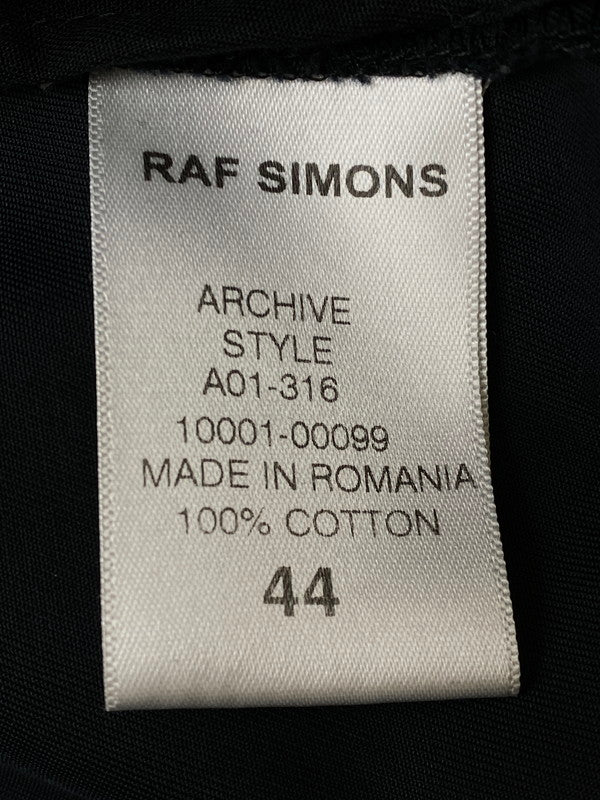 RAF SIMONS
ARCHIVE
STYLE
A01-316
10001-00099
MADE IN ROMANIA
100% COTTON
44